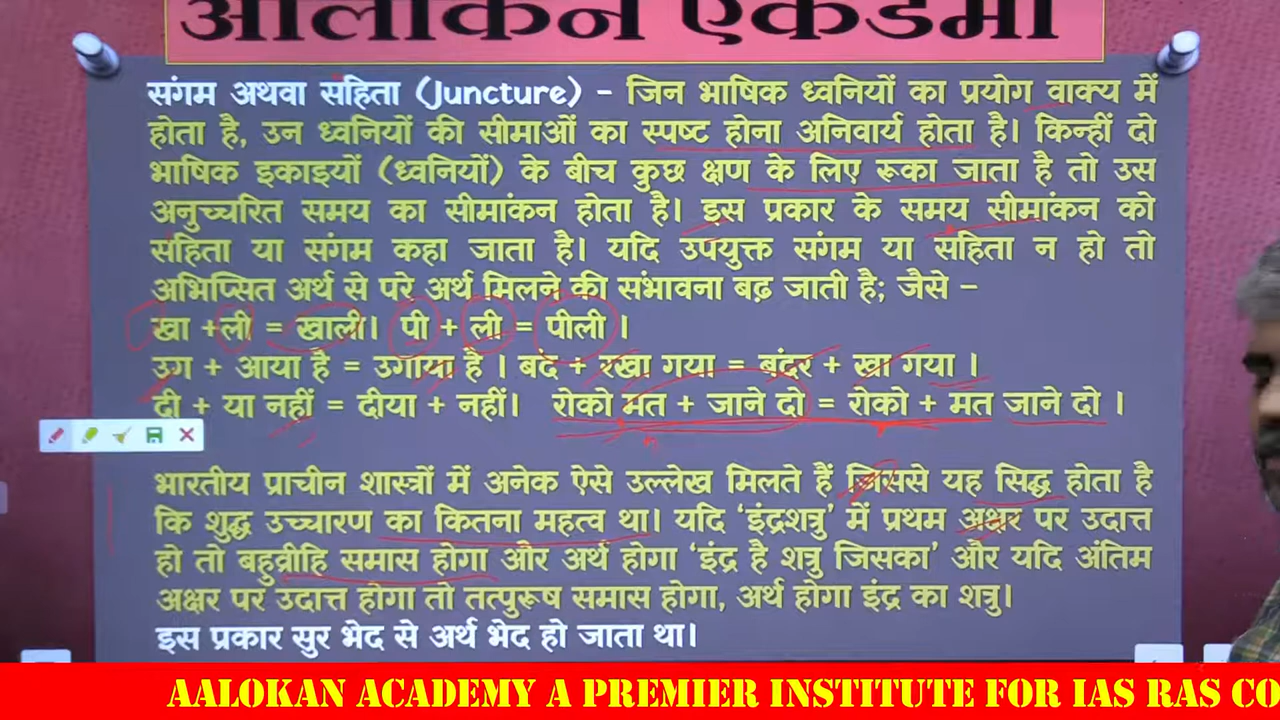 आलोकन एकेडमी
संगम अथवा संहिता (Juncture) - जिन भाषिक ध्वनियों का प्रयोग वाक्य में
होता है, उन ध्वनियों की सीमाओं का स्पष्ट होना अनिवार्य होता है। किन्हीं दो
भाषिक इकाइयों (ध्वनियों) के बीच कुछ क्षण के लिए रूका जाता है तो उस
अनुच्चरित समय का सीमांकन होता है। इस प्रकार के समय सीमांकन को
संहिता या संगम कहा जाता है। यदि उपयुक्त संगम या संहिता न हो तो
अभिप्सित अर्थ से परे अर्थ मिलने की संभावना बढ़ जाती है; जैसे -
खा +ली = खाली। पी + ली = पीली।
उग + आया है = उगाया है। बंद + रखा गया = बंदर + खा गया।
दी + या नहीं = दीया + नहीं। रोको मत + जाने दो = रोको + मत जाने दो।
भारतीय प्राचीन शास्त्रों में अनेक ऐसे उल्लेख मिलते हैं जिससे यह सिद्ध होता है
कि शुद्ध उच्चारण का कितना महत्व था। यदि ‘इंद्रशत्रु’ में प्रथम अक्षर पर उदात्त
हो तो बहुव्रीहि समास होगा और अर्थ होगा ‘इंद्र है शत्रु जिसका’ और यदि अंतिम
अक्षर पर उदात्त होगा तो तत्पुरूष समास होगा, अर्थ होगा इंद्र का शत्रु।
इस प्रकार सुर भेद से अर्थ भेद हो जाता था।
AALOKAN ACADEMY A PREMIER INSTITUTE FOR IAS RAS CO